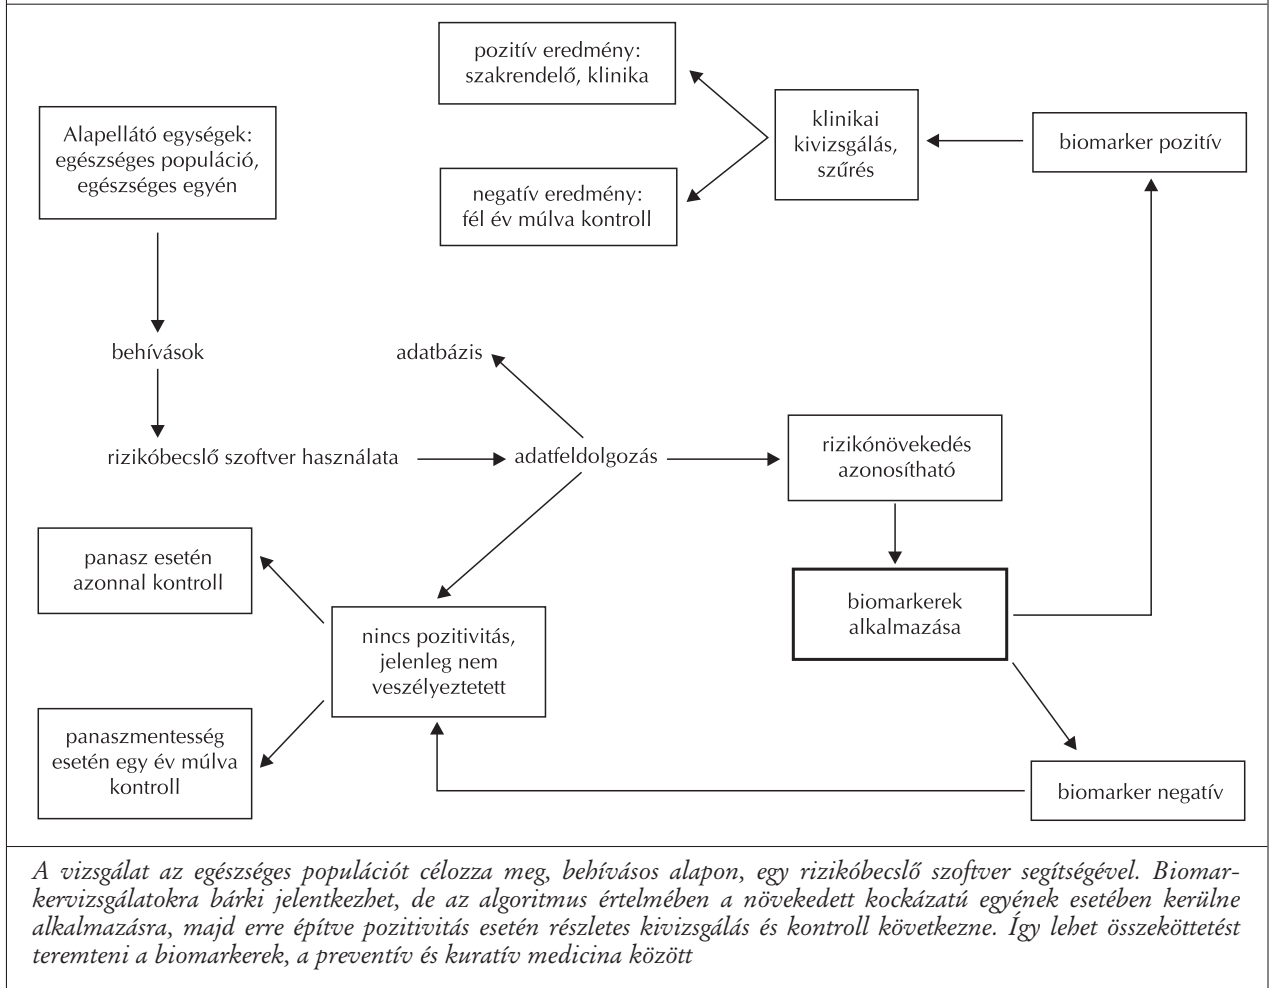 pozitív eredmény:
szakrendelő, klinika
Alapellátó egységek:
egészséges populáció,
egészséges egyén
klinikai
kivizsgálás,
szűrés
biomarker pozitív
negatív eredmény:
fél év múlva kontroll
behívások
adatbázis
rizikóbecslő szoftver használata
adatfeldolgozás
rizikónövekedés
azonosítható
panasz esetén
azonnal kontroll
biomarkerek
alkalmazása
nincs pozitivitás,
jelenleg nem
veszélyeztetett
panaszmentesség
esetén egy év múlva
kontroll
biomarker negatív
A vizsgálat az egészséges populációt célozza meg, behívásos alapon, egy rizikóbecslő szoftver segítségével. Biomar-
kervizsgálatokra bárki jelentkezhet, de az algoritmus értelmében a növekedett kockázatú egyének esetében kerülne
alkalmazásra, majd erre építve pozitivitás esetén részletes kivizsgálás és kontroll következne. Így lehet összeköttetést
teremteni a biomarkerek, a preventív és kuratív medicina között